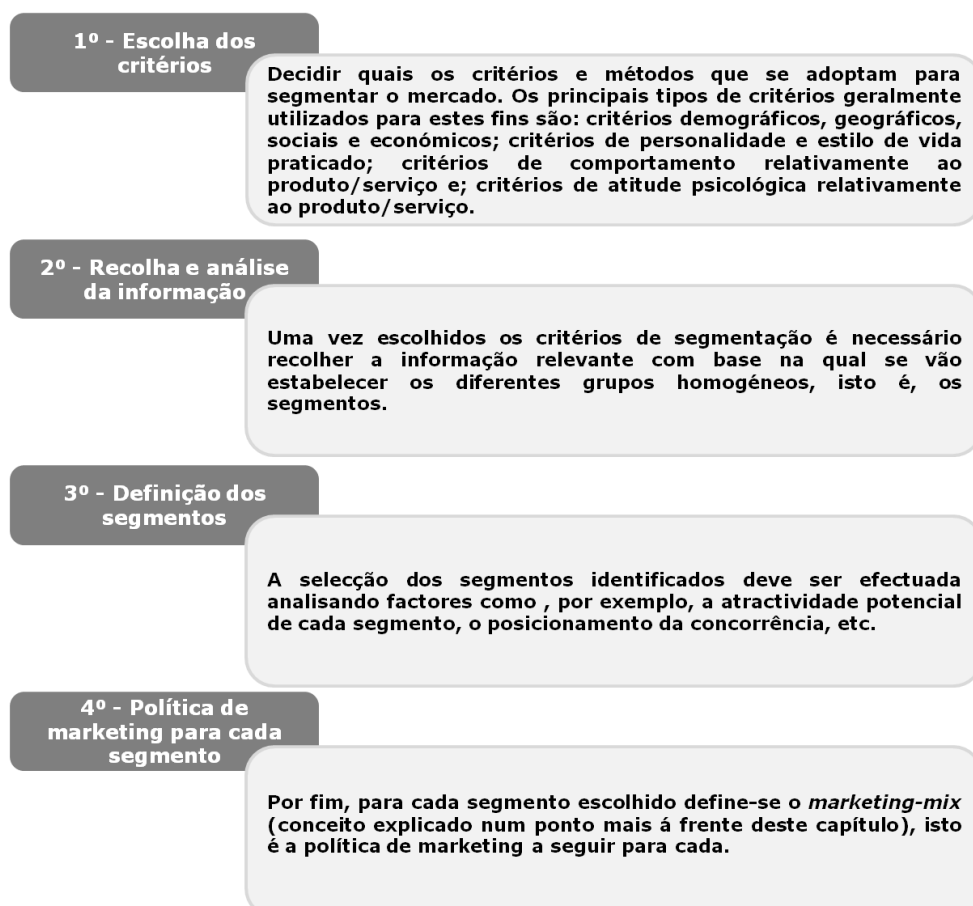 1º - Escolha dos
critérios
Decidir quais os critérios e métodos que se adoptam para
segmentar o mercado. Os principais tipos de critérios geralmente
utilizados para estes fins são: critérios demográficos, geográficos,
sociais e económicos; critérios de personalidade e estilo de vida
praticado; critérios de comportamento relativamente ao
produto/serviço e; critérios de atitude psicológica relativamente
ao produto/serviço.
2º - Recolha e análise
da informação
Uma vez escolhidos os critérios de segmentação é necessário
recolher a informação relevante com base na qual se vão
estabelecer os diferentes grupos homogéneos, isto é, os
segmentos.
3º - Definição dos
segmentos
A selecção dos segmentos identificados deve ser efectuada
analisando factores como , por exemplo, a atractividade potencial
de cada segmento, o posicionamento da concorrência, etc.
4º - Política de
marketing para cada
segmento
Por fim, para cada segmento escolhido define-se o marketing-mix
(conceito explicado num ponto mais á frente deste capítulo), isto
é a política de marketing a seguir para cada.